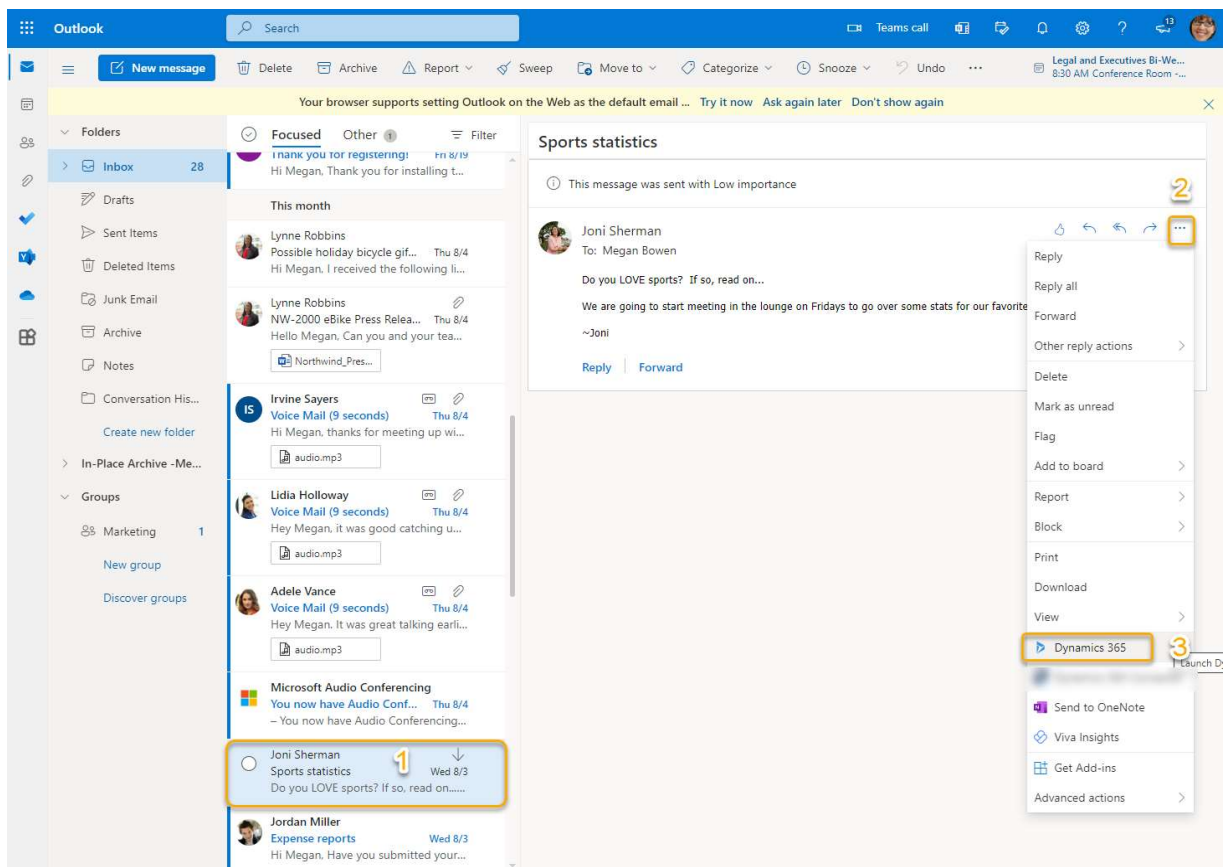 Outlook
Search
Teams call
13
New message
Delete
Archive
Report
Sweep
Move to
Categorize
Snooze
Undo
Legal and Executives Bi-We...
8:30 AM Conference Room -...
Your browser supports setting Outlook on the Web as the default email ... Try it now Ask again later Don't show again
Folders
Inbox 28
Drafts
Sent Items
Deleted Items
Junk Email
Archive
Notes
Conversation His...
Create new folder
In-Place Archive -Me...
Groups
Marketing 1
New group
Discover groups
Focused Other 1 Filter
Thank you for registering! Fri 8/19
Hi Megan, Thank you for installing t...
This month
Lynne Robbins
Possible holiday bicycle gif... Thu 8/4
Hi Megan, I received the following li...
Lynne Robbins
NW-2000 eBike Press Relea... Thu 8/4
Hello Megan, Can you and your tea...
Northwind_Pres...
IS
Irvine Sayers
Voice Mail (9 seconds) Thu 8/4
Hi Megan, thanks for meeting up wi...
audio.mp3
Lidia Holloway
Voice Mail (9 seconds) Thu 8/4
Hey Megan, it was good catching u...
audio.mp3
Adele Vance
Voice Mail (9 seconds) Thu 8/4
Hey Megan. It was great talking earli...
audio.mp3
Microsoft Audio Conferencing
You now have Audio Conf... Thu 8/4
– You now have Audio Conferencing...
Joni Sherman
1
Sports statistics Wed 8/3
Do you LOVE sports? If so, read on......
Jordan Miller
Expense reports Wed 8/3
Hi Megan, Have you submitted your...
Sports statistics
This message was sent with Low importance
2
Joni Sherman
To: Megan Bowen
Do you LOVE sports? If so, read on...
We are going to start meeting in the lounge on Fridays to go over some stats for our favorite
~Joni
Reply Forward
Reply
Reply all
Forward
Other reply actions
Delete
Mark as unread
Flag
Add to board
Report
Block
Print
Download
View
Dynamics 365
3
Launch Dy
Send to OneNote
Viva Insights
Get Add-ins
Advanced actions